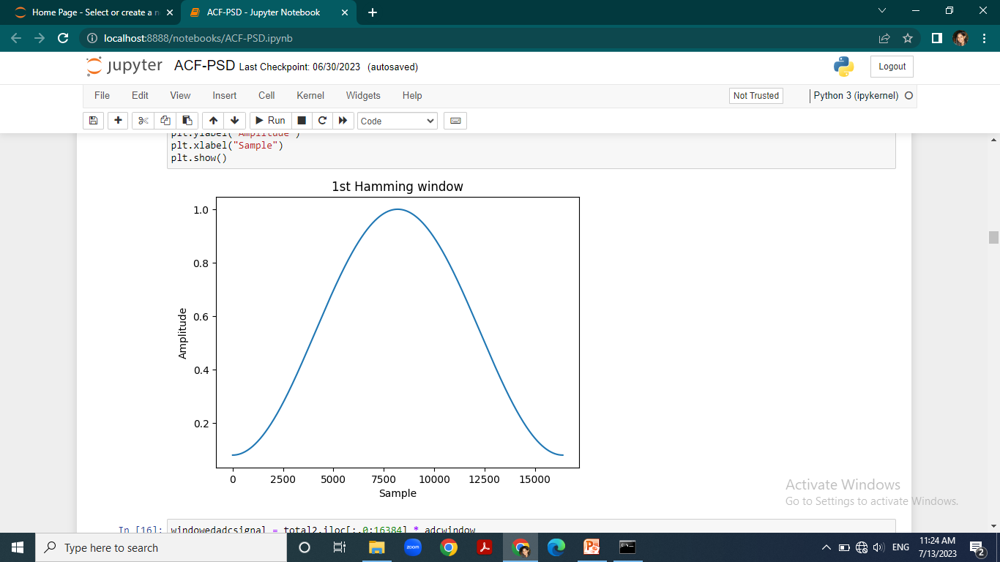 Home Page - Select or create a n
ACF-PSD - Jupyter Notebook
localhost:8888/notebooks/ACF-PSD.ipynb
jupyter ACF-PSD Last Checkpoint: 06/30/2023 (autosaved)
Logout
File Edit View Insert Cell Kernel Widgets Help
Not Trusted
Python 3 (ipykernel)
Run
Code
plt.ylabel("Amplitude")
plt.xlabel("Sample")
plt.show()
1st Hamming window
1.0
0.8
0.6
0.4
0.2
Amplitude
0 2500 5000 7500 10000 12500 15000
Sample
Activate Windows
Go to Settings to activate Windows.
In [16]: windowedadcsignal = total2.iloc[:,0:16384] * adcwindow
Type here to search
zoom
ENG
11:24 AM
7/13/2023
2